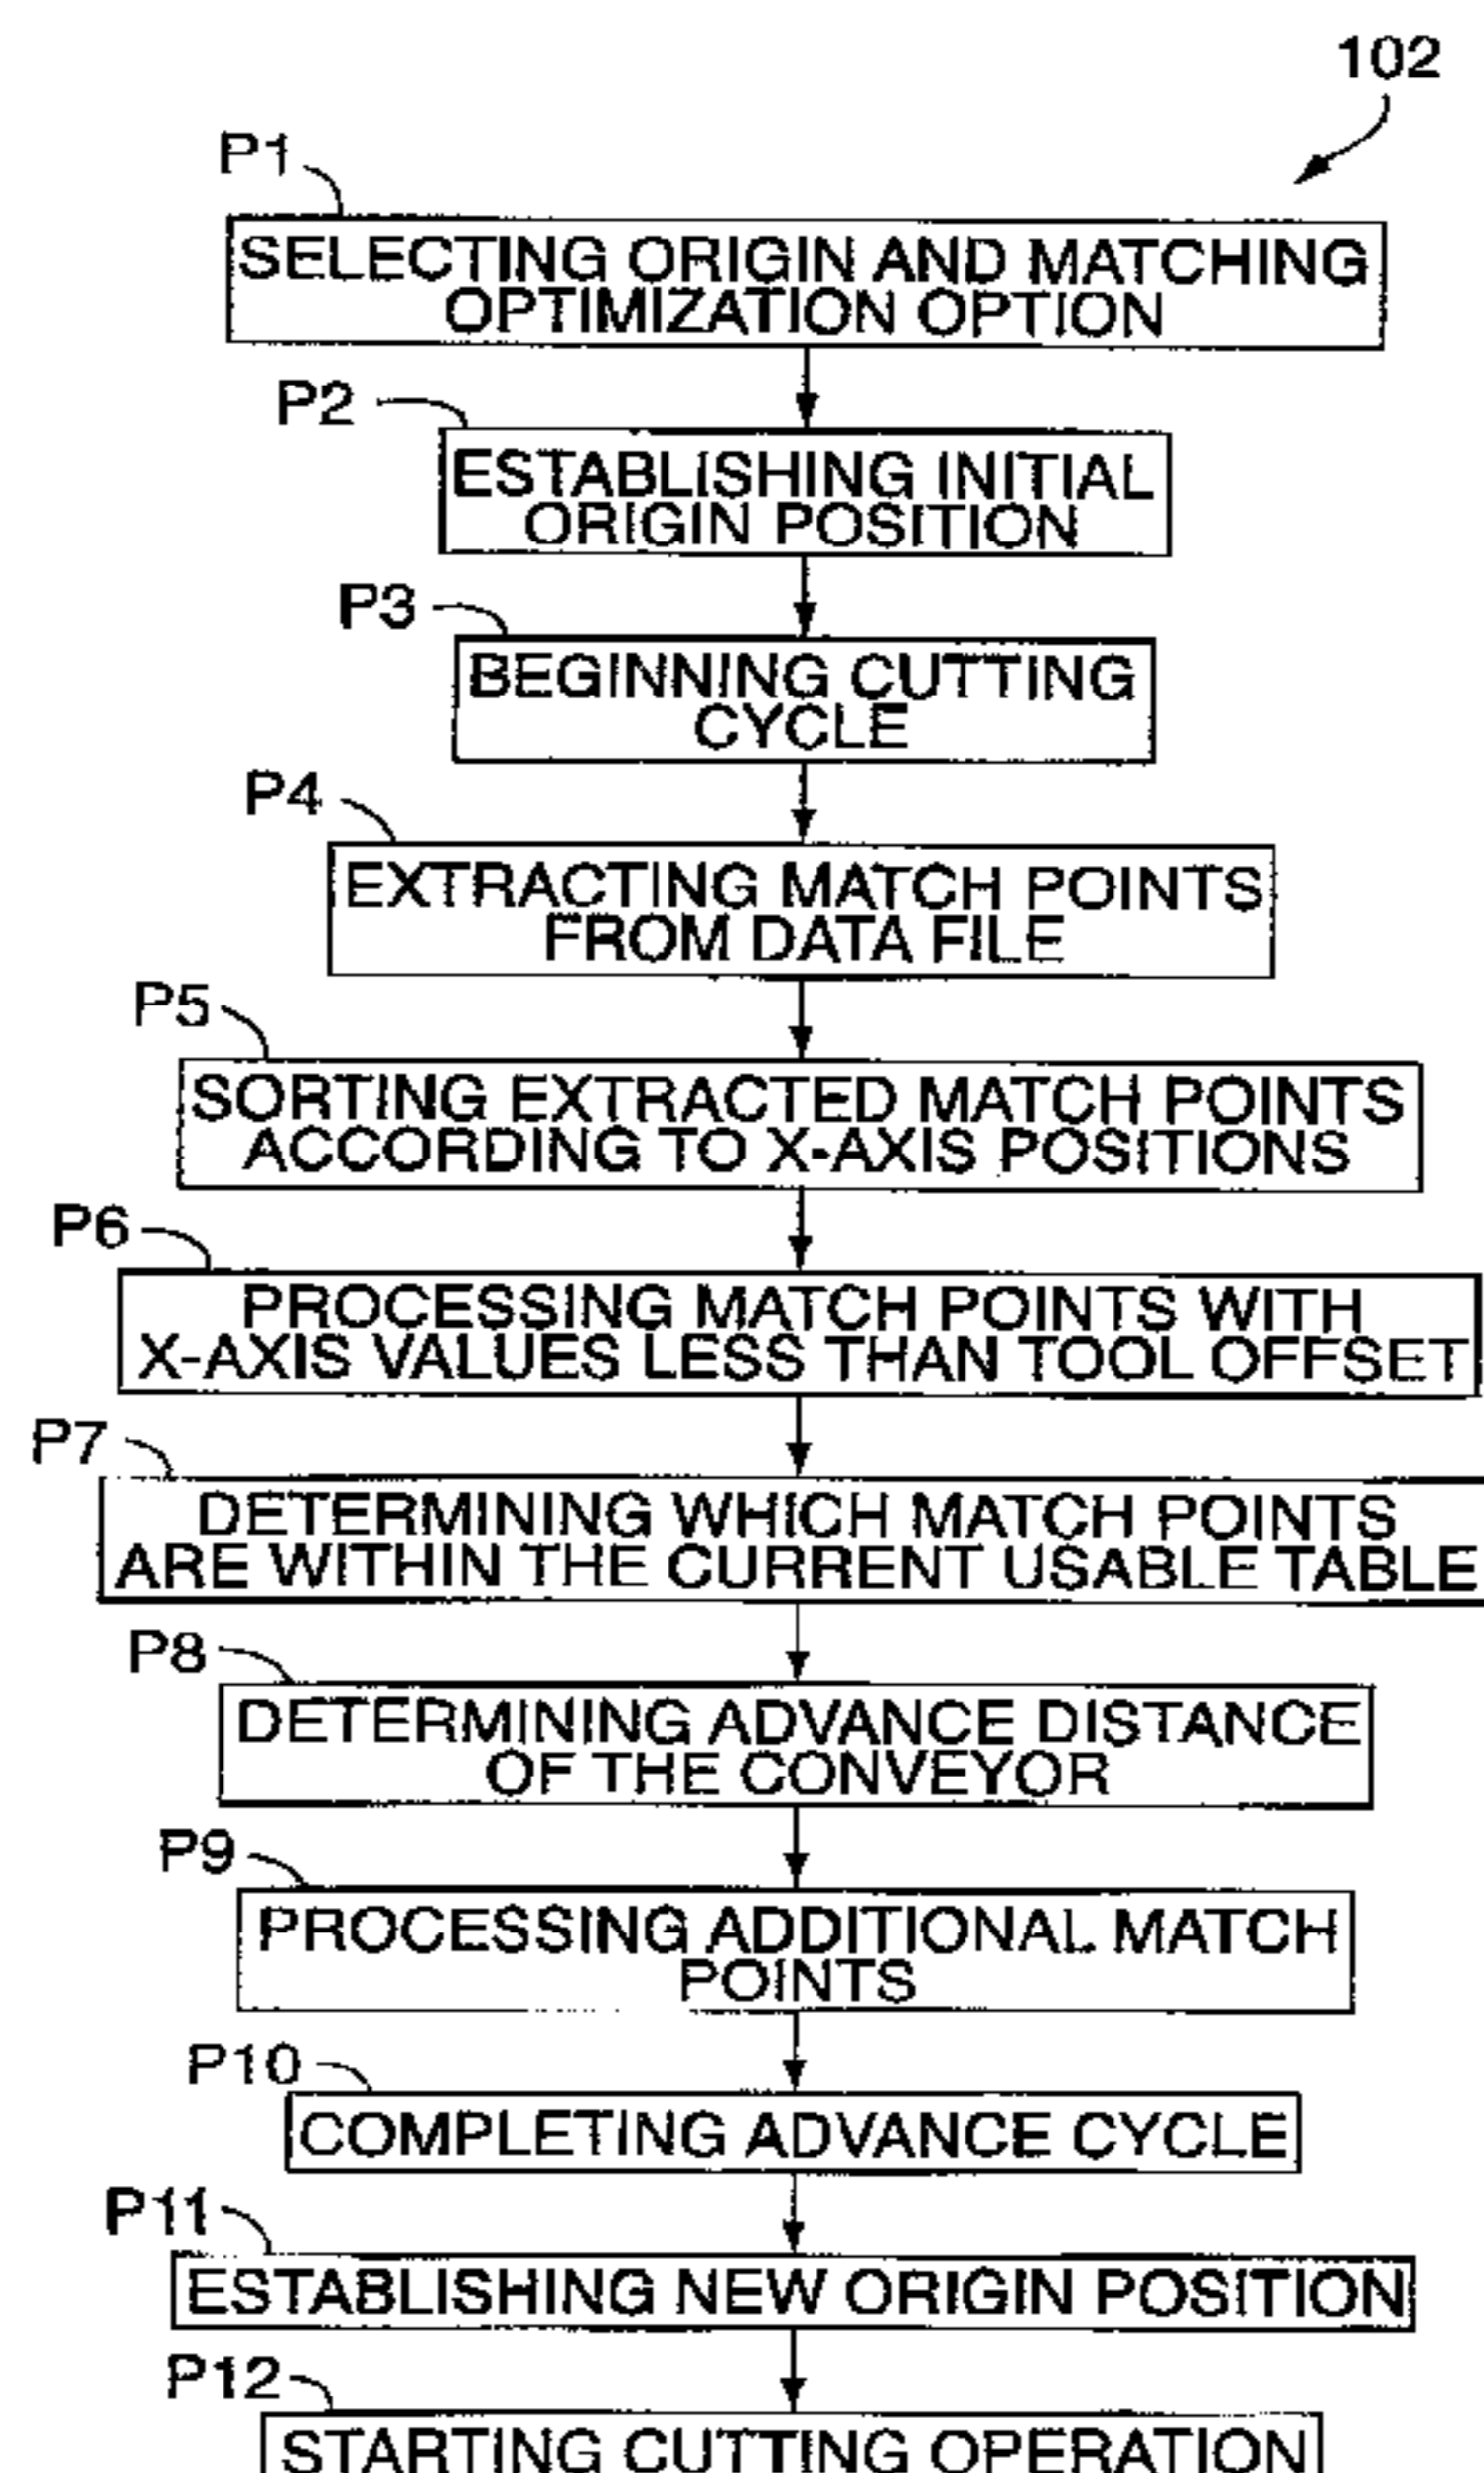 102
P1
SELECTING ORIGIN AND MATCHING
OPTIMIZATION OPTION
P2
ESTABLISHING INITIAL
ORIGIN POSITION
P3
BEGINNING CUTTING
CYCLE
P4
EXTRACTING MATCH POINTS
FROM DATA FILE
P5
SORTING EXTRACTED MATCH POINTS
ACCORDING TO X-AXIS POSITIONS
P6
PROCESSING MATCH POINTS WITH
X-AXIS VALUES LESS THAN TOOL OFFSET
P7
DETERMINING WHICH MATCH POINTS
ARE WITHIN THE CURRENT USABLE TABLE
P8
DETERMINING ADVANCE DISTANCE
OF THE CONVEYOR
P9
PROCESSING ADDITIONAL MATCH
POINTS
P10
COMPLETING ADVANCE CYCLE
P11
ESTABLISHING NEW ORIGIN POSITION
P12
STARTING CUTTING OPERATION